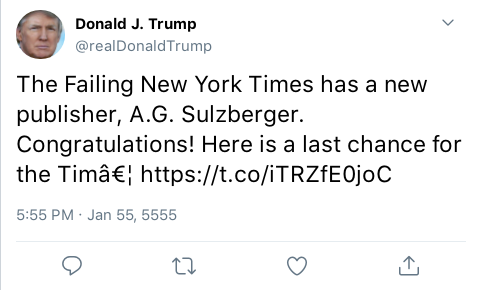 Donald J. Trump
@realDonaldTrump
The Failing New York Times has a new
publisher, A.G. Sulzberger.
Congratulations! Here is a last chance for
the Timâ€¦ https://t.co/iTRZfE0joC
5:55 PM · Jan 55, 5555